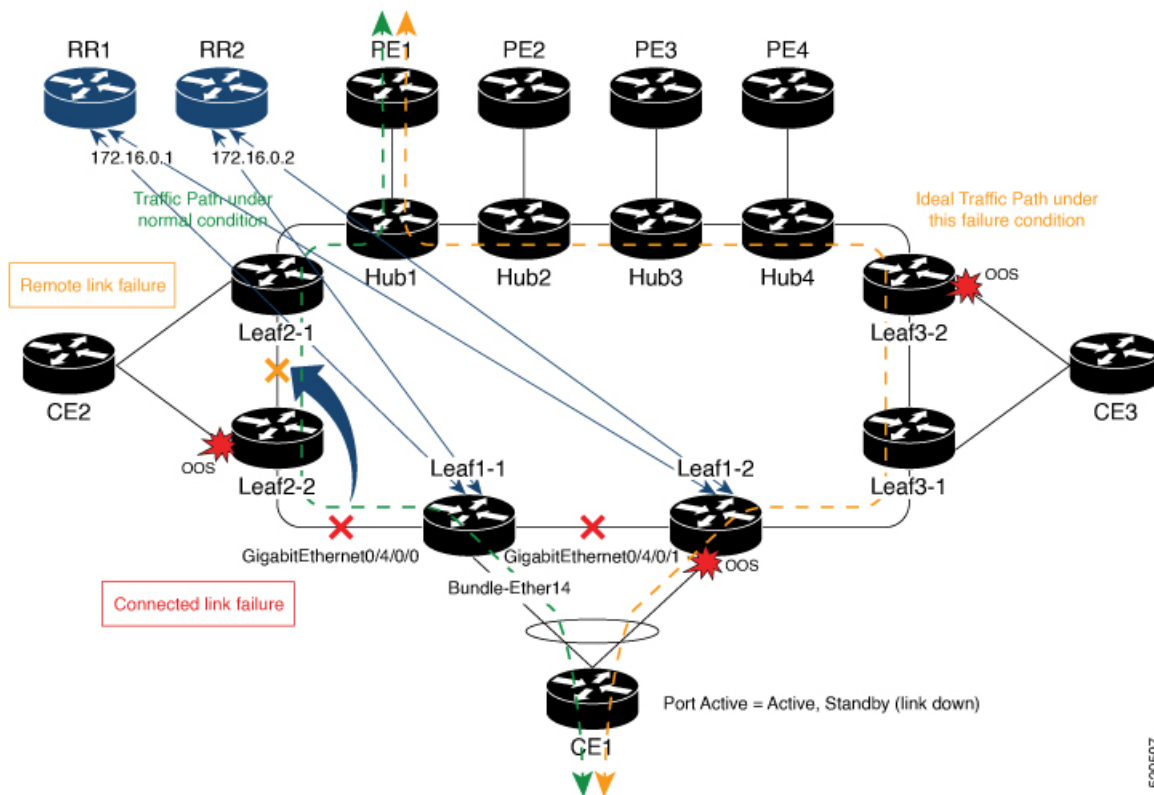 RR1
RR2
PE1
PE2
PE3
PE4
172.16.0.1
172.16.0.2
Traffic Path under
normal condition
Ideal Traffic Path under
this failure condition
Hub1
Hub2
Hub3
Hub4
OOS
Remote link failure
Leaf2-1
Leaf3-2
CE2
CE3
OOS
Leaf2-2
Leaf1-1
Leaf1-2
Leaf3-1
GigabitEthernet0/4/0/0
GigabitEthernet0/4/0/1
OOS
Bundle-Ether14
Connected link failure
Port Active = Active, Standby (link down)
CE1